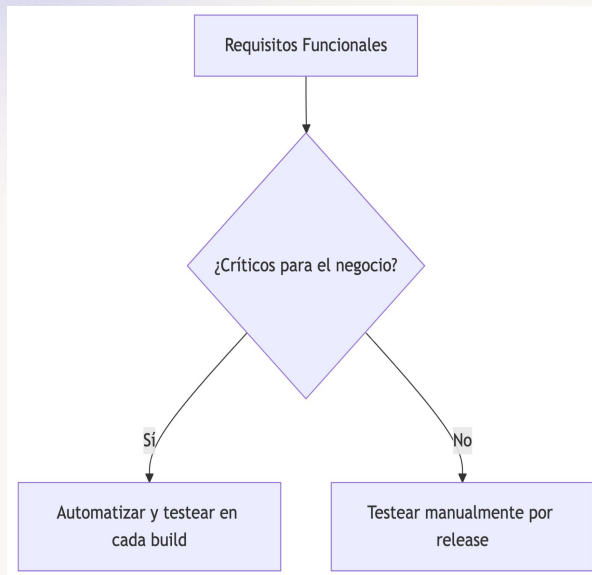 Requisitos Funcionales
¿Críticos para el negocio?
Sí
No
Automatizar y testear en
cada build
Testear manualmente por
release